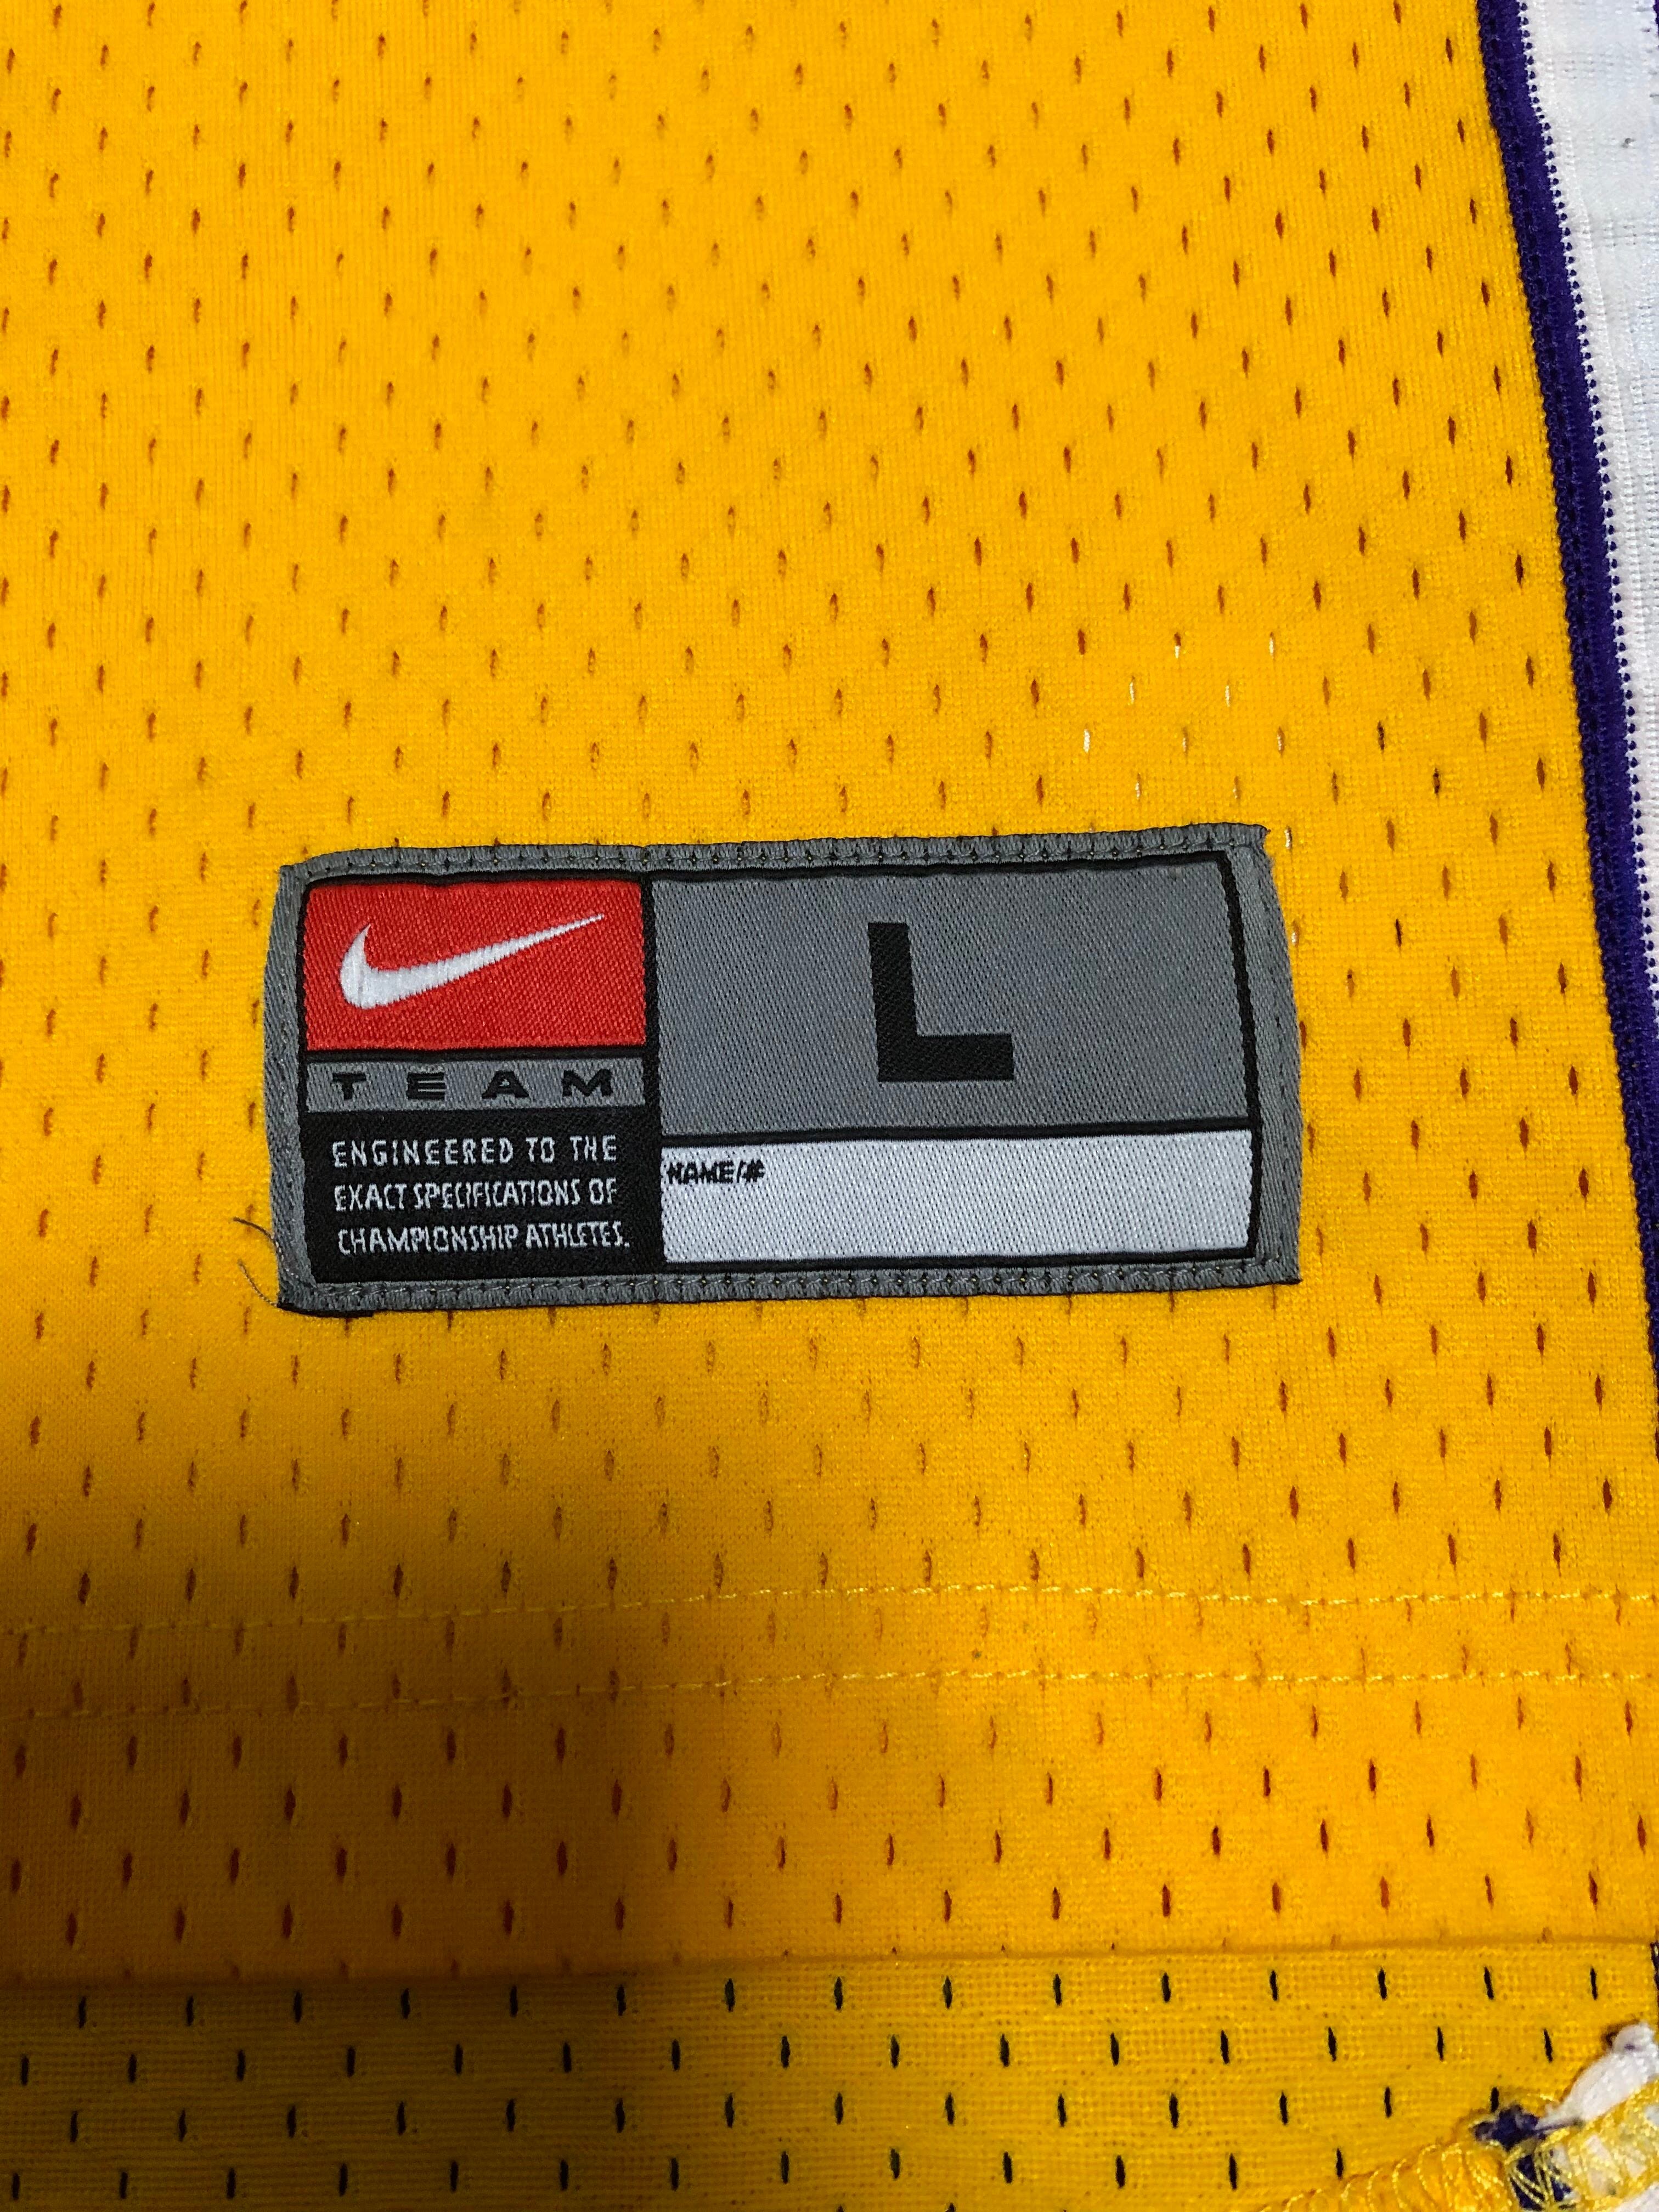 L
TEAM
ENGINEERED TO THE
EXACT SPECIFICATIONS OF
CHAMPIONSHIP ATHLETES.
NAME/#